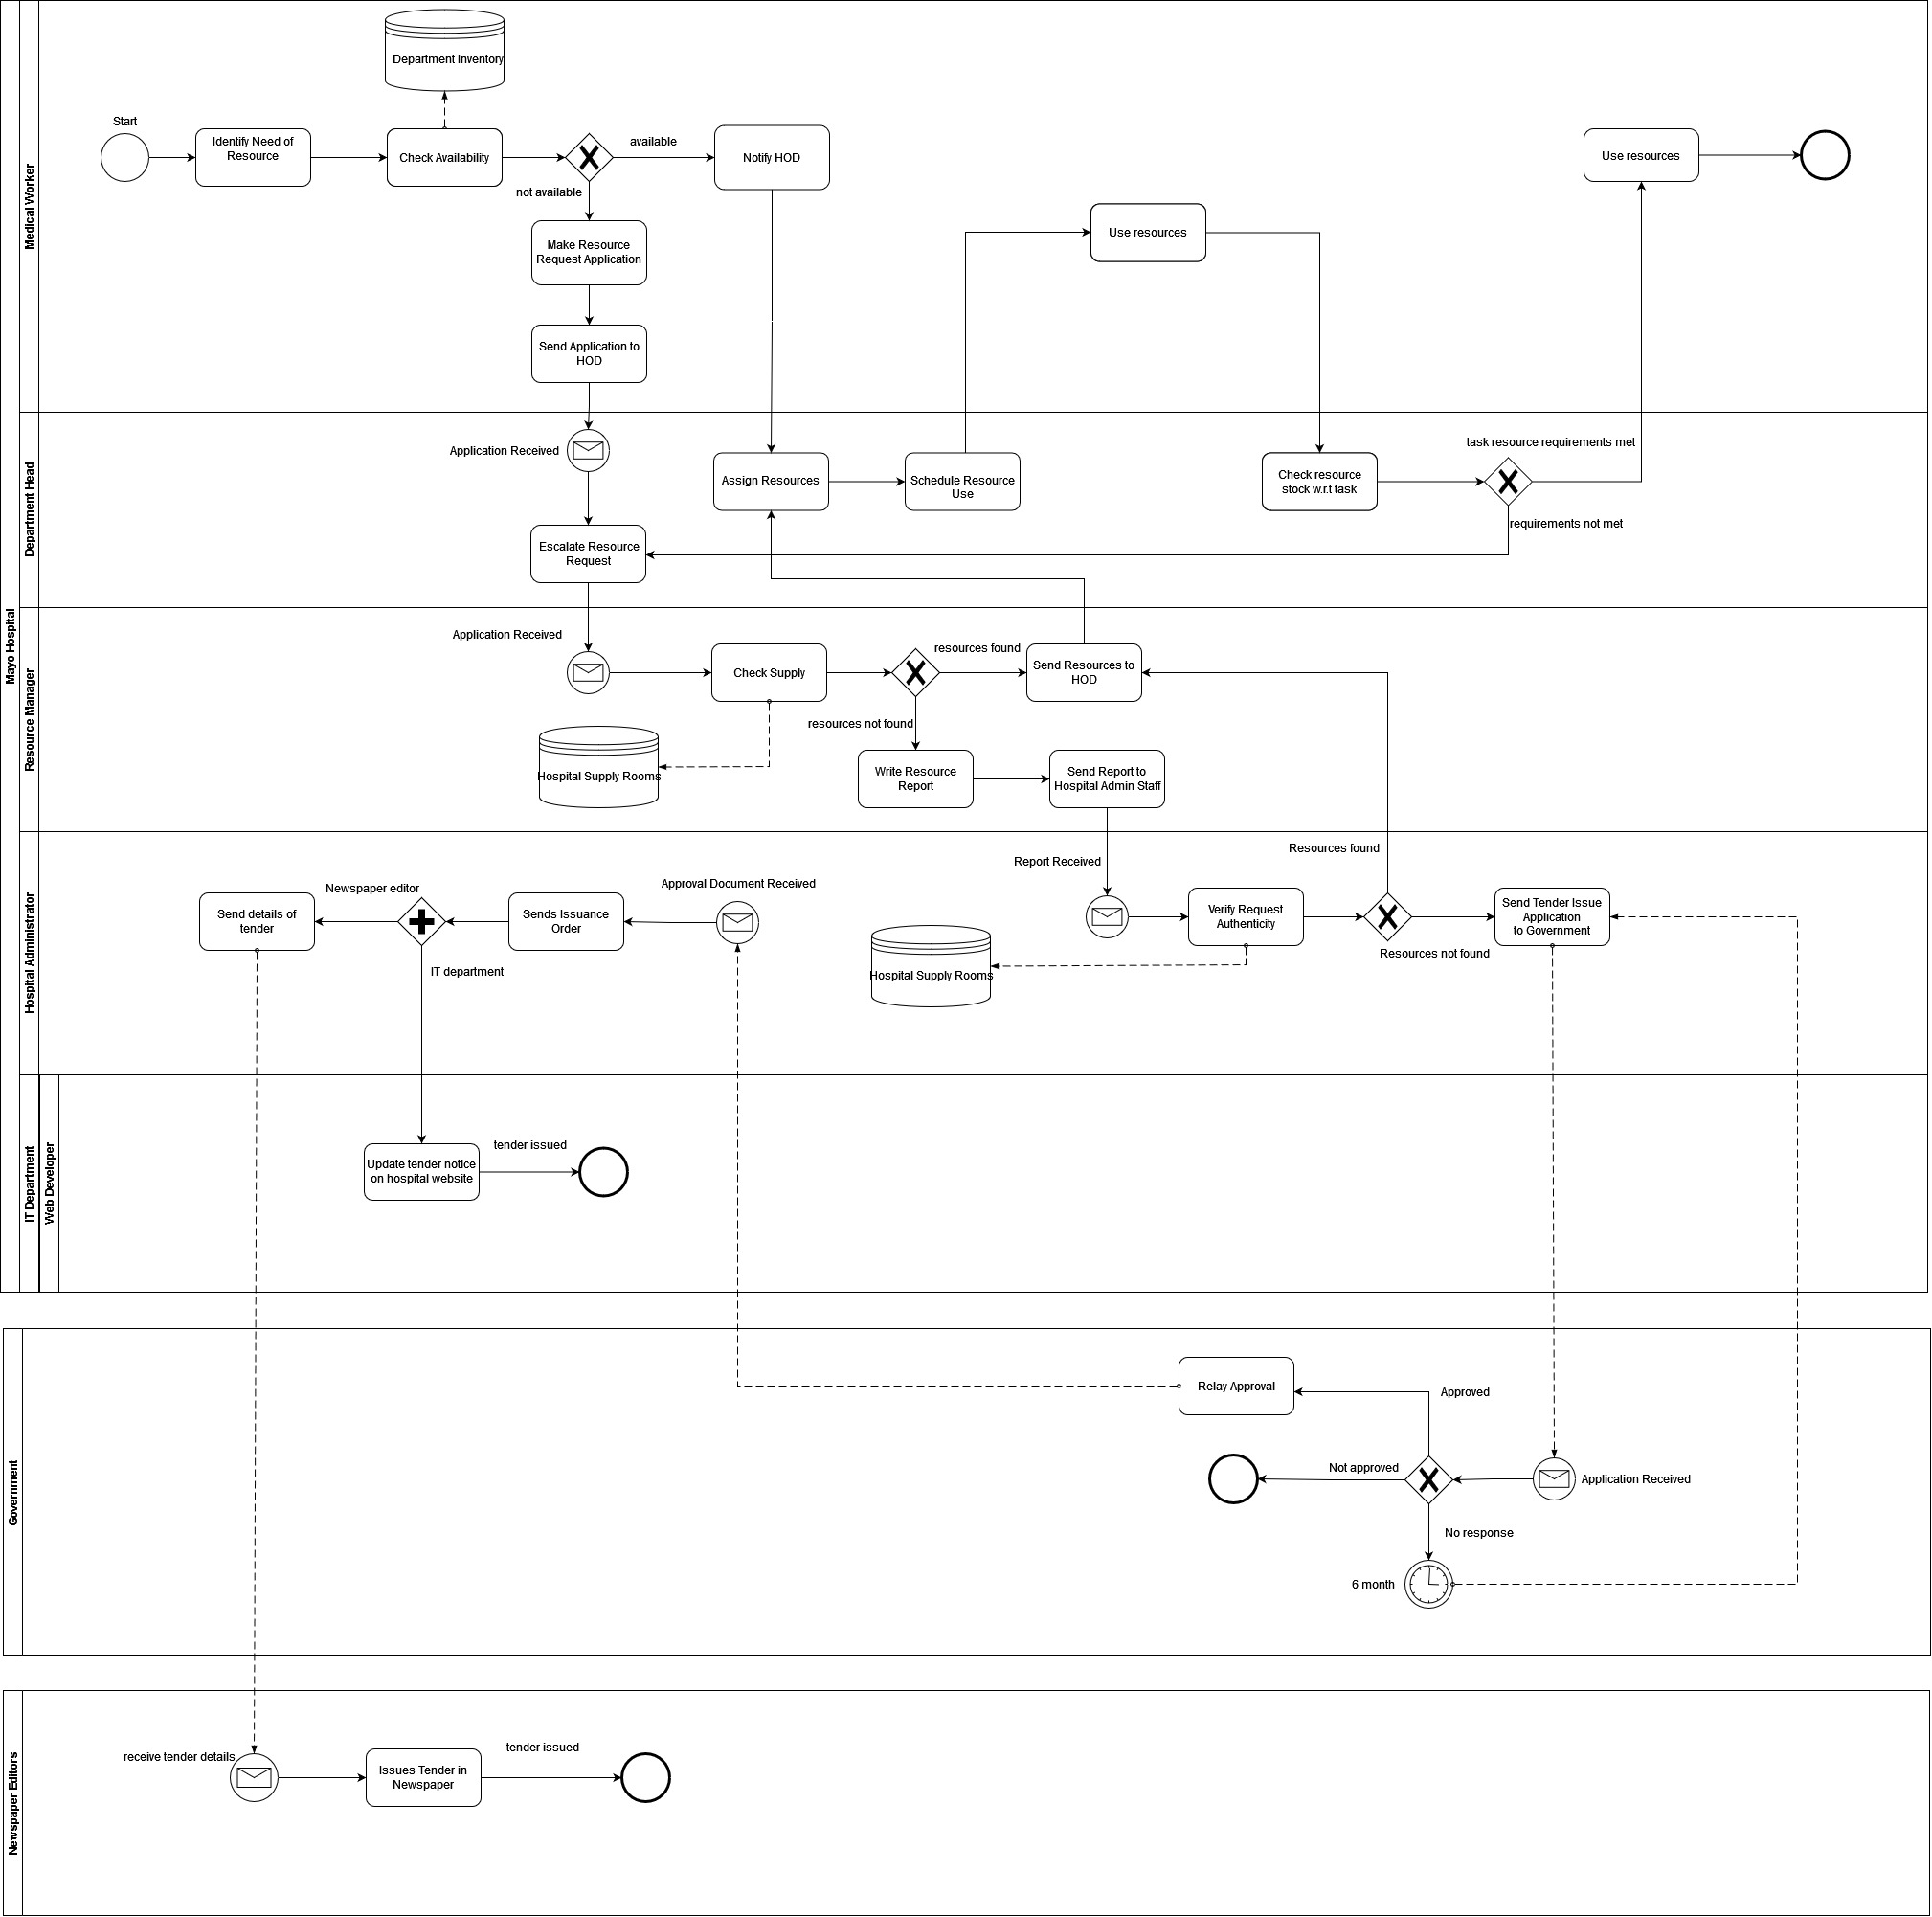 Mayo Hospital
Medical Worker
Department Inventory
Start
Identify Need of
Resource
Check Availability
available
not available
Notify HOD
Make Resource
Request Application
Send Application to
HOD
Use resources
Use resources
Department Head
Application Received
Assign Resources
Schedule Resource
Use
Check resource
stock w.r.t task
task resource requirements met
requirements not met
Escalate Resource
Request
Resource Manager
Application Received
Check Supply
resources found
Send Resources to
HOD
resources not found
Hospital Supply Rooms
Write Resource
Report
Send Report to
Hospital Admin Staff
Hospital Administrator
Send details of
tender
Newspaper editor
IT department
Sends Issuance
Order
Approval Document Received
Report Received
Hospital Supply Rooms
Verify Request
Authenticity
Resources found
Resources not found
Send Tender Issue
Application
to Government
IT Department
Web Developer
Update tender notice
on hospital website
tender issued
Government
Relay Approval
Approved
Not approved
Application Received
No response
6 month
Newspaper Editors
receive tender details
Issues Tender in
Newspaper
tender issued